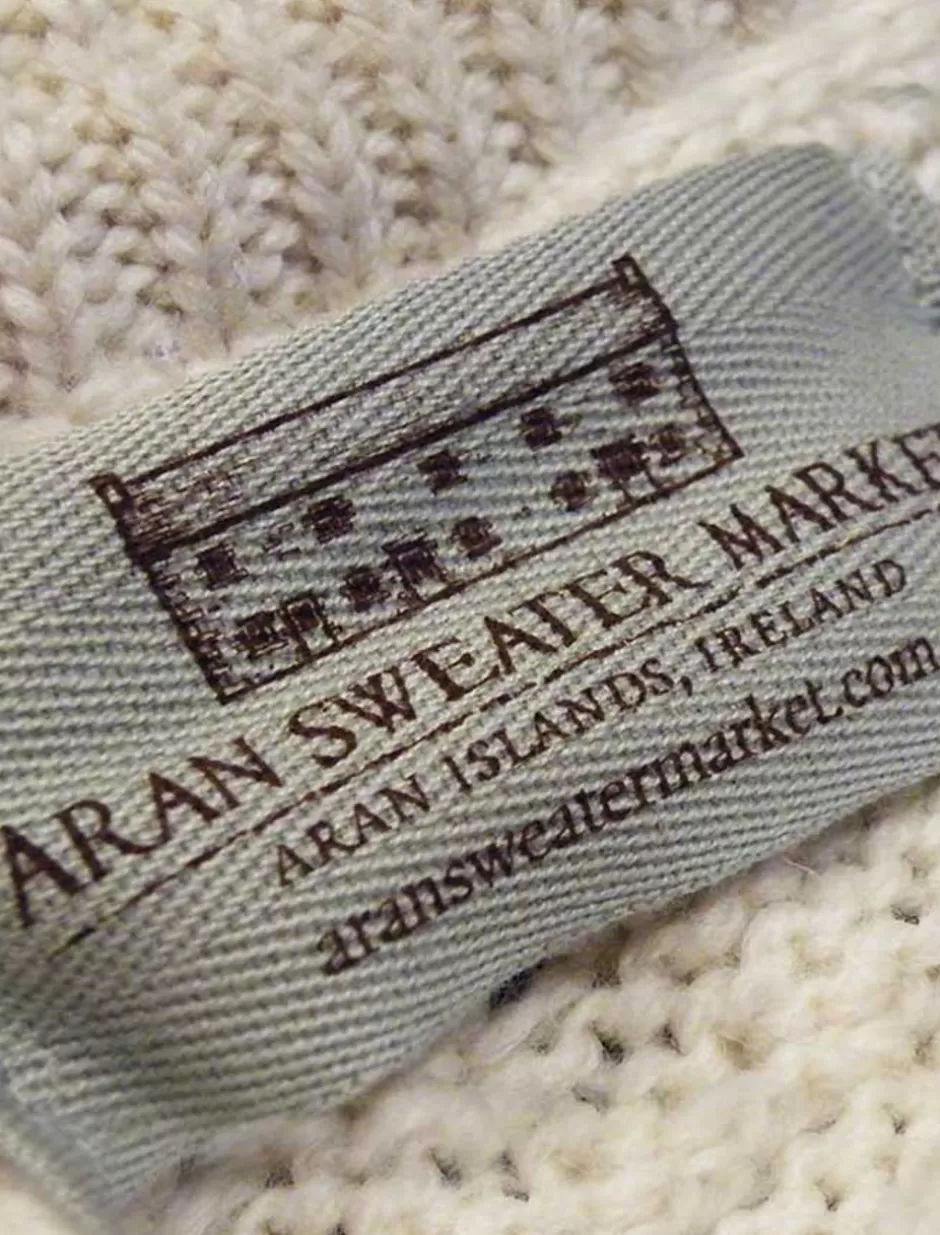 ARAN SWEATER MARKE
ARAN ISLANDS, IRELAND
aransweatermarket.com